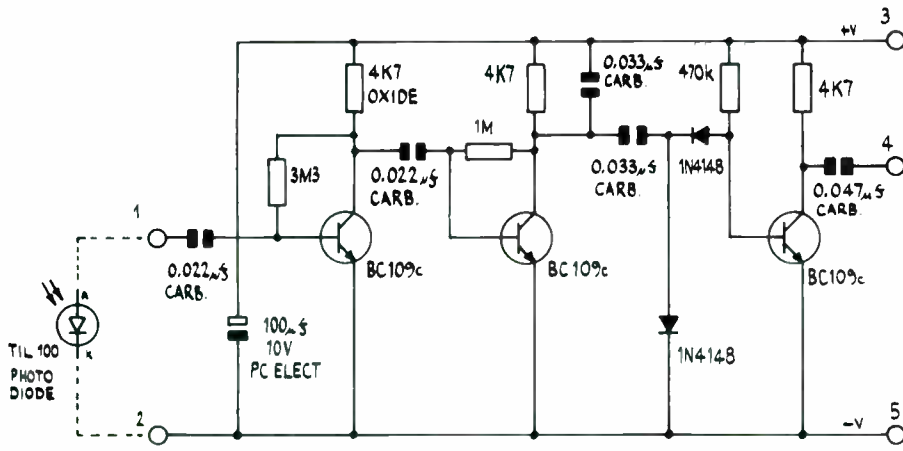 3
+V
4K7
OXIDE
4K7
0.033µf
CARB.
470k
4K7
1M
3M3
0.022µf
CARB.
0.033µf
CARB.
1N4148
4
0.047µf
CARB.
1
0.022µf
CARB.
BC109c
BC109c
BC109c
A
K
TIL 100
PHOTO
DIODE
100µf
10V
PC ELECT
1N4148
2
-V
5